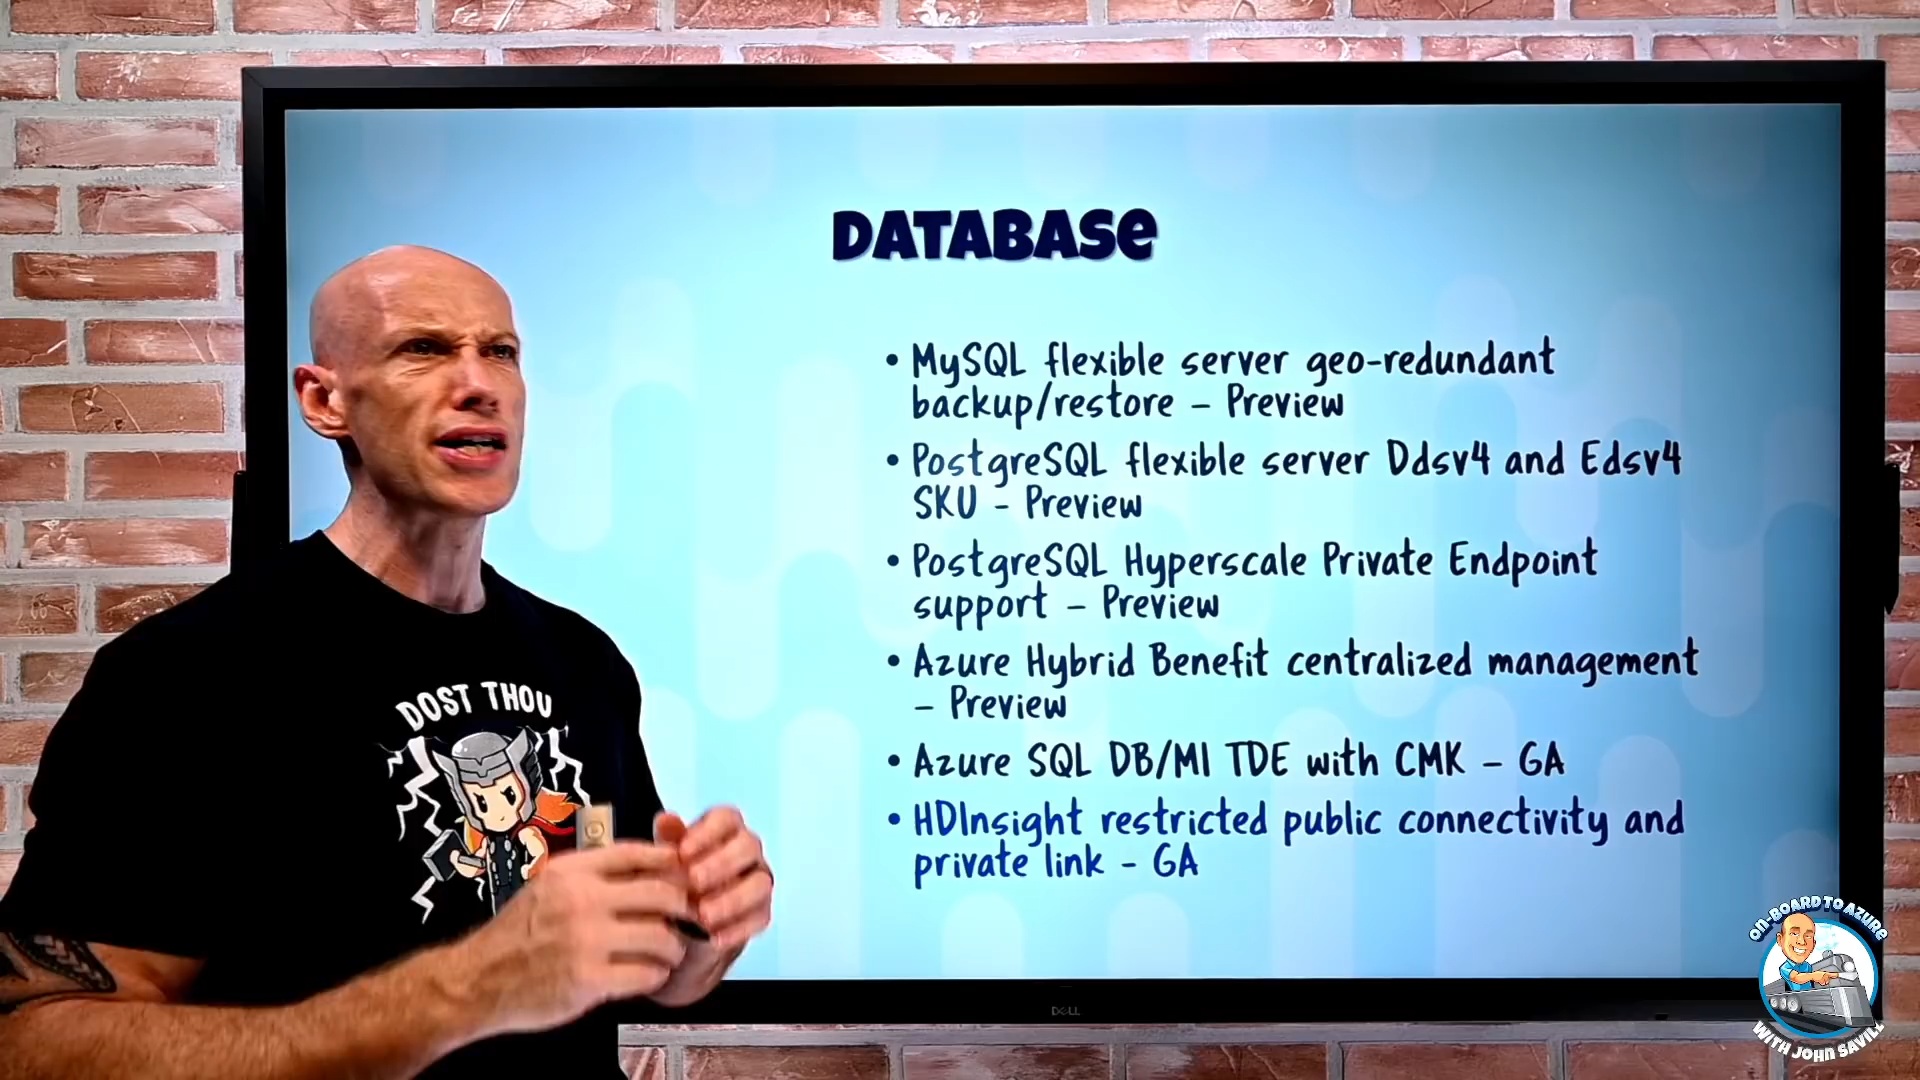 DATABASE
• MySQL flexible server geo-redundant
backup/restore – Preview
• PostgreSQL flexible server Ddsv4 and Edsv4
SKU - Preview
• PostgreSQL Hyperscale Private Endpoint
support – Preview
• Azure Hybrid Benefit centralized management
– Preview
• Azure SQL DB/MI TDE with CMK – GA
• HDInsight restricted public connectivity and
private link - GA
DOST THOU
DELL
ON-BOARD TO AZURE
WITH JOHN SAVILL